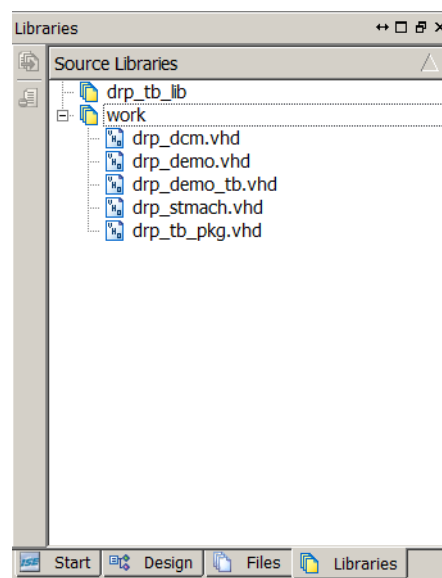 Libraries
Source Libraries
drp_tb_lib
work
drp_dcm.vhd
drp_demo.vhd
drp_demo_tb.vhd
drp_stmach.vhd
drp_tb_pkg.vhd
ISE Start Design Files Libraries